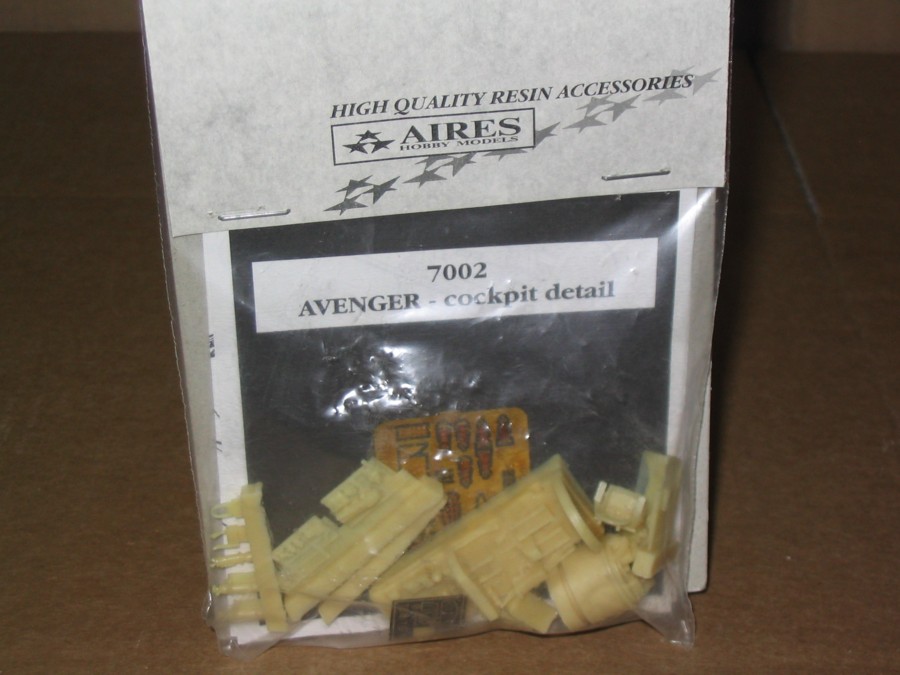 HIGH QUALITY RESIN ACCESSORIES
AIRES
HOBBY MODELS
7002
AVENGER - cockpit detail